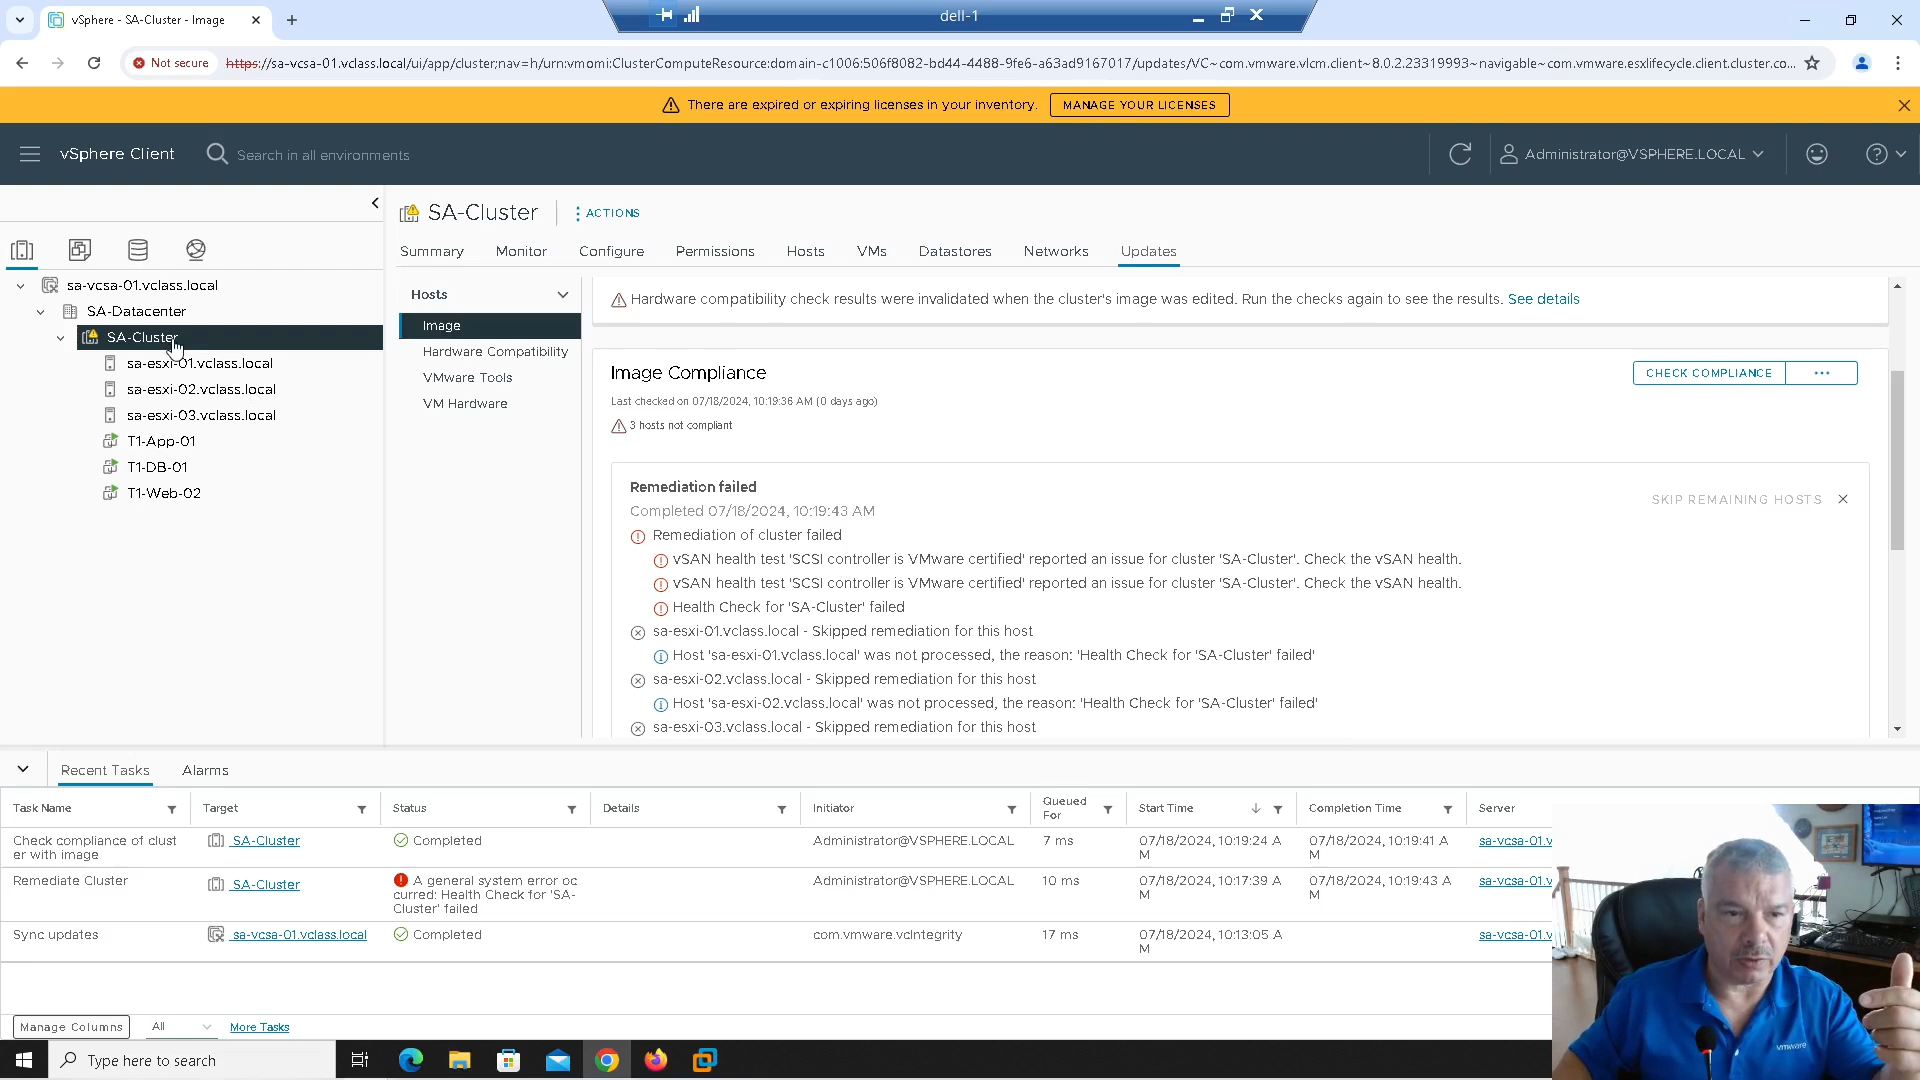 vSphere - SA-Cluster - Image
dell-1
Not secure
https://sa-vcsa-01.vclass.local/ui/app/cluster;nav=h/urn:vmomi:ClusterComputeResource:domain-c1006:506f8082-bd44-4488-9fe6-a63ad9167017/updates/VC~com.vmware.vlcm.client~8.0.2.23319993~navigable~com.vmware.esxlifecycle.client.cluster.co...
There are expired or expiring licenses in your inventory.
MANAGE YOUR LICENSES
vSphere Client
Search in all environments
Administrator@VSPHERE.LOCAL
SA-Cluster
ACTIONS
Summary Monitor Configure Permissions Hosts VMs Datastores Networks Updates
sa-vcsa-01.vclass.local
SA-Datacenter
SA-Cluster
sa-esxi-01.vclass.local
sa-esxi-02.vclass.local
sa-esxi-03.vclass.local
T1-App-01
T1-DB-01
T1-Web-02
Hosts
Image
Hardware Compatibility
VMware Tools
VM Hardware
Hardware compatibility check results were invalidated when the cluster's image was edited. Run the checks again to see the results. See details
Image Compliance
CHECK COMPLIANCE
...
Last checked on 07/18/2024, 10:19:36 AM (0 days ago)
3 hosts not compliant
Remediation failed
SKIP REMAINING HOSTS
Completed 07/18/2024, 10:19:43 AM
Remediation of cluster failed
vSAN health test 'SCSI controller is VMware certified' reported an issue for cluster 'SA-Cluster'. Check the vSAN health.
vSAN health test 'SCSI controller is VMware certified' reported an issue for cluster 'SA-Cluster'. Check the vSAN health.
Health Check for 'SA-Cluster' failed
sa-esxi-01.vclass.local - Skipped remediation for this host
Host 'sa-esxi-01.vclass.local' was not processed, the reason: 'Health Check for 'SA-Cluster' failed'
sa-esxi-02.vclass.local - Skipped remediation for this host
Host 'sa-esxi-02.vclass.local' was not processed, the reason: 'Health Check for 'SA-Cluster' failed'
sa-esxi-03.vclass.local - Skipped remediation for this host
Recent Tasks Alarms
Task Name Target Status Details Initiator Queued For Start Time Completion Time Server
Check compliance of clust
er with image
SA-Cluster
Completed
Administrator@VSPHERE.LOCAL
7 ms
07/18/2024, 10:19:24 A
M
07/18/2024, 10:19:41 A
M
sa-vcsa-01.v
Remediate Cluster
SA-Cluster
A general system error oc
curred: Health Check for 'SA-
Cluster' failed
Administrator@VSPHERE.LOCAL
10 ms
07/18/2024, 10:17:39 A
M
07/18/2024, 10:19:43 A
M
sa-vcsa-01.v
Sync updates
sa-vcsa-01.vclass.local
Completed
com.vmware.vcIntegrity
17 ms
07/18/2024, 10:13:05 A
M
sa-vcsa-01.v
Manage Columns
All
More Tasks
Type here to search
vmware